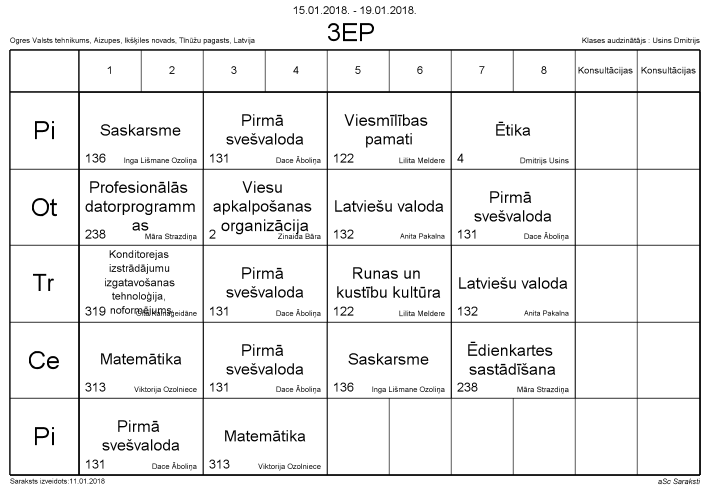 15.01.2018. - 19.01.2018.
3EP
Ogres Valsts tehnikums, Aizupes, Ikšķiles novads, Tīnūžu pagasts, Latvija
Klases audzinātājs : Usins Dmitrijs
1 2 3 4 5 6 7 8 Konsultācijas Konsultācijas
Pi
Saskarsme
136 Inga Lišmane Ozoliņa
Pirmā
svešvaloda
131 Dace Āboliņa
Viesmīlības
pamati
122 Lilita Meldere
Ētika
4 Dmitrijs Usins
Ot
Profesionālās
datorprogramm
as
238 Māra Strazdiņa
Viesu
apkalpošanas
organizācija
2 Zinaida Bāra
Latviešu valoda
132 Anita Pakalna
Pirmā
svešvaloda
131 Dace Āboliņa
Tr
Konditorejas
izstrādājumu
izgatavošanas
tehnoloģija,
noformējums
319
Pirmā
svešvaloda
131 Dace Āboliņa
Runas un
kustību kultūra
122 Lilita Meldere
Latviešu valoda
132 Anita Pakalna
Ce
Matemātika
313 Viktorija Ozolniece
Pirmā
svešvaloda
131 Dace Āboliņa
Saskarsme
136 Inga Lišmane Ozoliņa
Ēdienkartes
sastādīšana
238 Māra Strazdiņa
Pi
Pirmā
svešvaloda
131 Dace Āboliņa
Matemātika
313 Viktorija Ozolniece
Saraksts izveidots:11.01.2018
aSc Saraksti